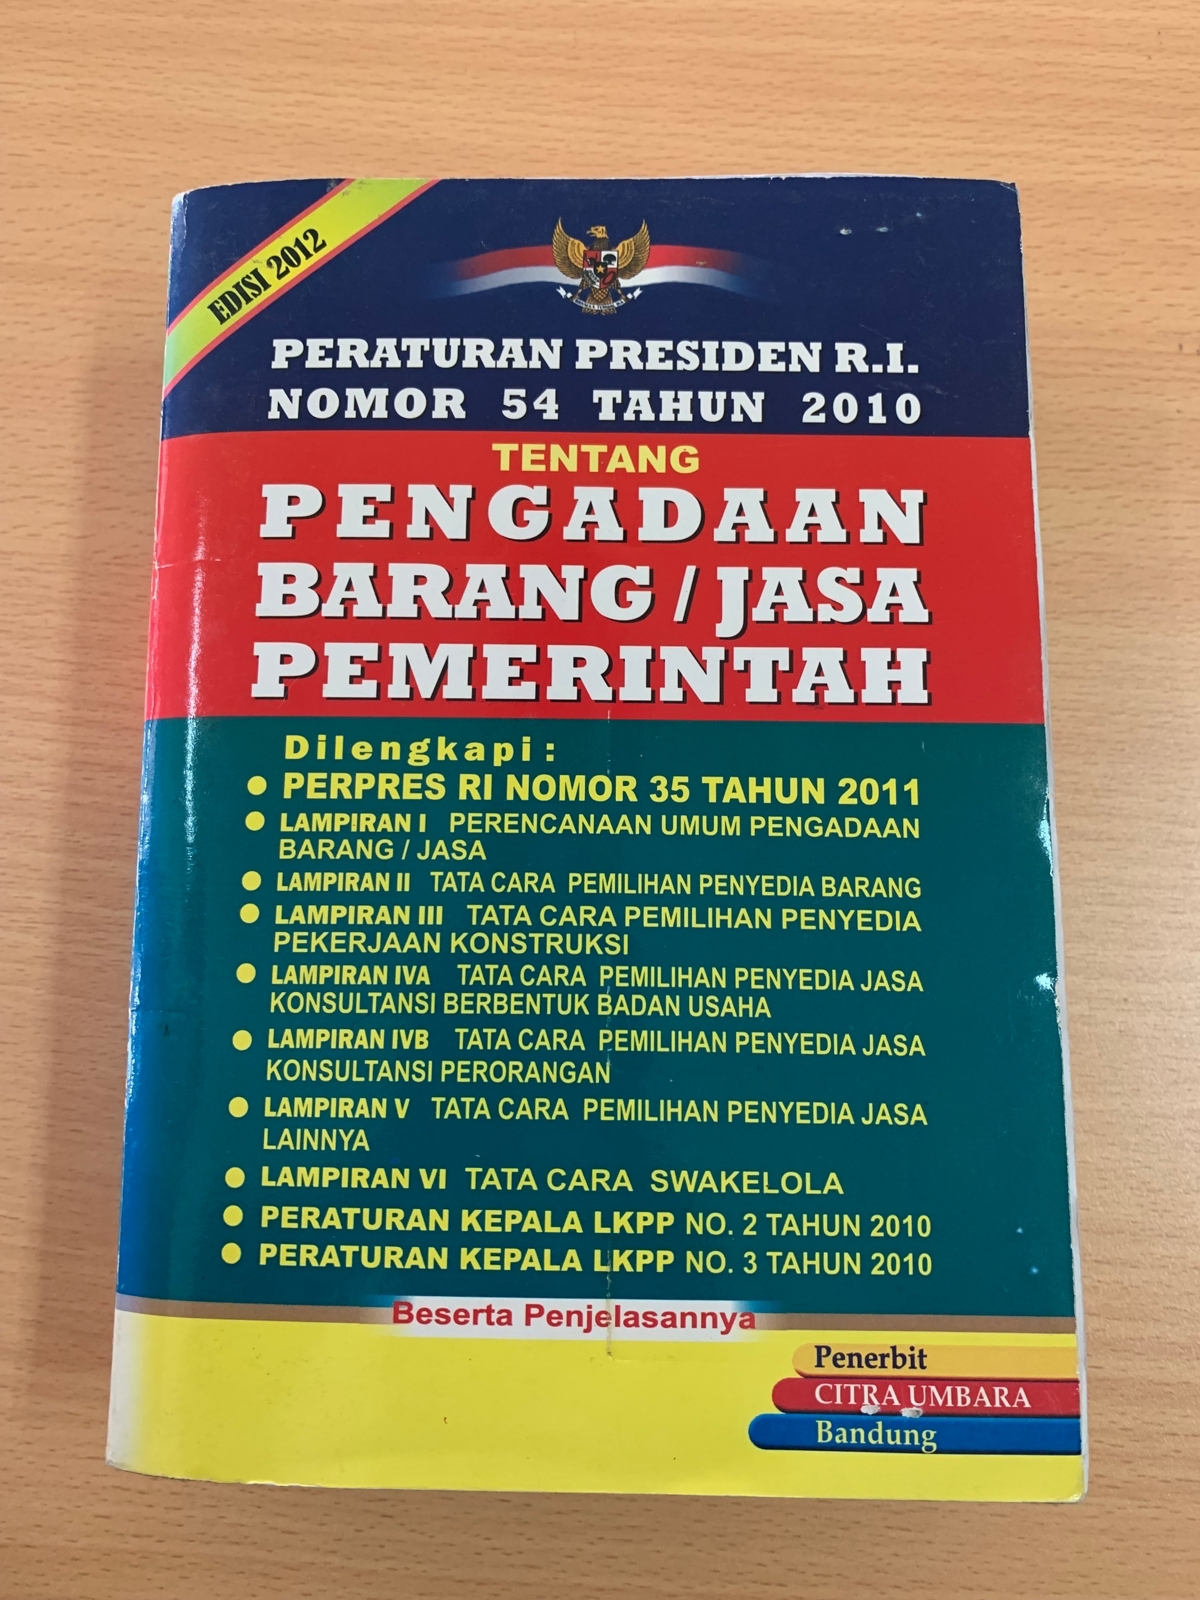 EDISI 2012
PERATURAN PRESIDEN R.I.
NOMOR 54 TAHUN 2010
TENTANG
PENGADAAN
BARANG / JASA
PEMERINTAH
Dilengkapi :
• PERPRES RI NOMOR 35 TAHUN 2011
• LAMPIRAN I PERENCANAAN UMUM PENGADAAN
BARANG / JASA
• LAMPIRAN II TATA CARA PEMILIHAN PENYEDIA BARANG
• LAMPIRAN III TATA CARA PEMILIHAN PENYEDIA
PEKERJAAN KONSTRUKSI
• LAMPIRAN IVA TATA CARA PEMILIHAN PENYEDIA JASA
KONSULTANSI BERBENTUK BADAN USAHA
• LAMPIRAN IVB TATA CARA PEMILIHAN PENYEDIA JASA
KONSULTANSI PERORANGAN
• LAMPIRAN V TATA CARA PEMILIHAN PENYEDIA JASA
LAINNYA
• LAMPIRAN VI TATA CARA SWAKELOLA
• PERATURAN KEPALA LKPP NO. 2 TAHUN 2010
• PERATURAN KEPALA LKPP NO. 3 TAHUN 2010
Beserta Penjelasannya
Penerbit
CITRA UMBARA
Bandung